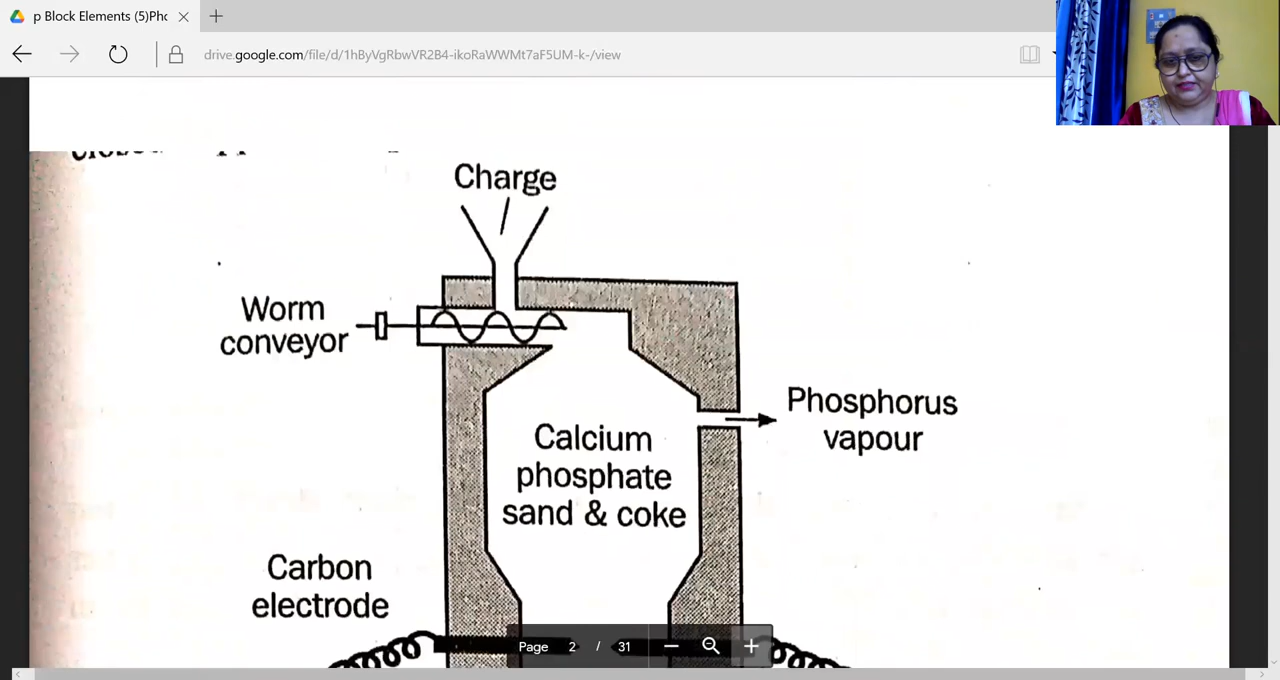 p Block Elements (5)Pho
drive.google.com/file/d/1hByVgRbwVR2B4-ikoRaWWMt7aF5UM-k-/view
Charge
Worm
conveyor
Phosphorus
vapour
Calcium
phosphate
sand & coke
Carbon
electrode
Page 2 / 31